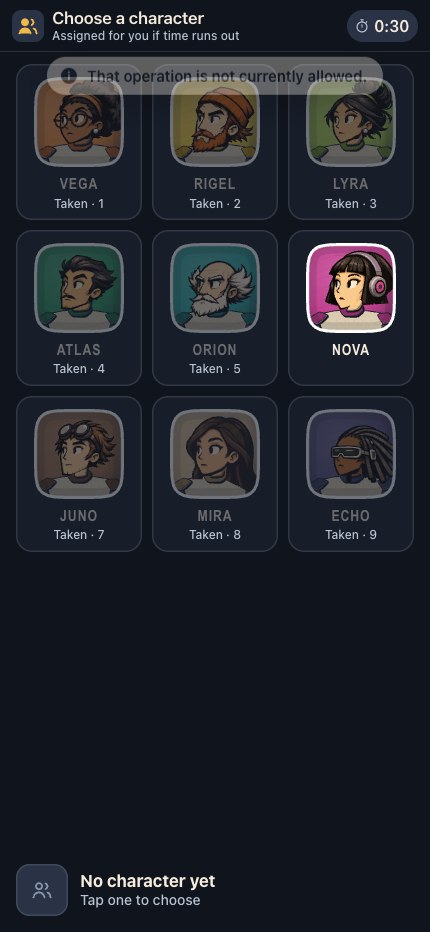 Choose a character
Assigned for you if time runs out
0:30
That operation is not currently allowed.
VEGA
Taken · 1
RIGEL
Taken · 2
LYRA
Taken · 3
ATLAS
Taken · 4
ORION
Taken · 5
NOVA
JUNO
Taken · 7
MIRA
Taken · 8
ECHO
Taken · 9
No character yet
Tap one to choose